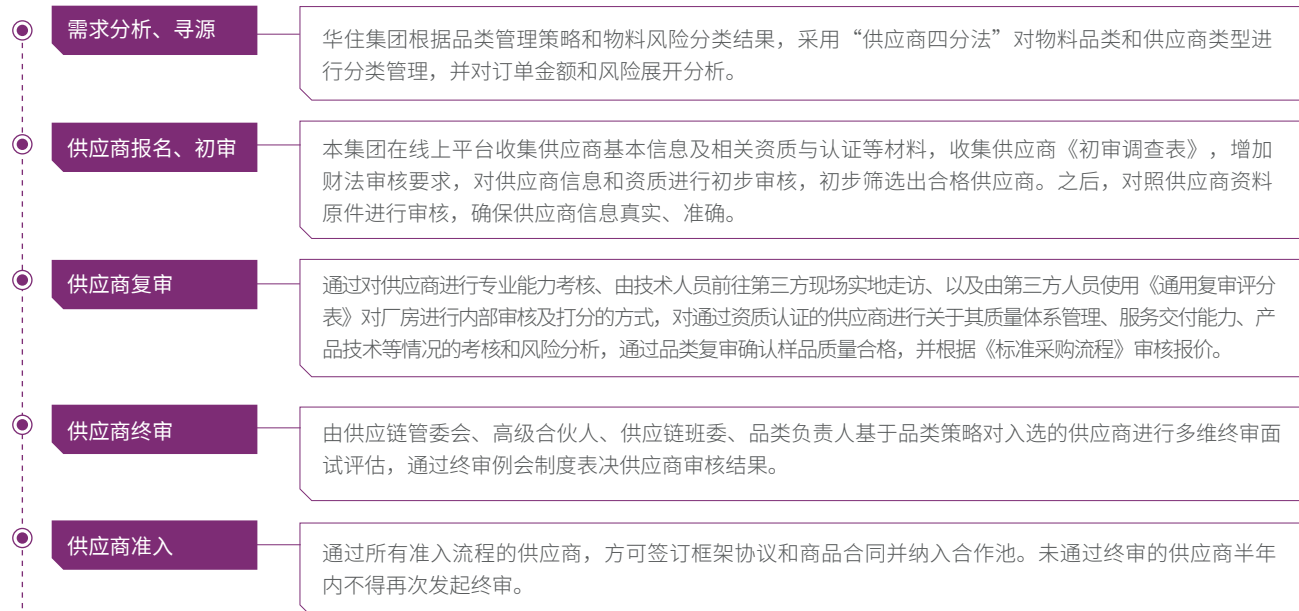 需求分析、寻源
华住集团根据品类管理策略和物料风险分类结果，采用“供应商四分法”对物料品类和供应商类型进
行分类管理，并对订单金额和风险展开分析。
供应商报名、初审
本集团在线上平台收集供应商基本信息及相关资质与认证等材料，收集供应商《初审调查表》，增加
财法审核要求，对供应商信息和资质进行初步审核，初步筛选出合格供应商。之后，对照供应商资料
原件进行审核，确保供应商信息真实、准确。
供应商复审
通过对供应商进行专业能力考核、由技术人员前往第三方现场实地走访、以及由第三方人员使用《通用复审评分
表》对厂房进行内部审核及打分的方式，对通过资质认证的供应商进行关于其质量体系管理、服务交付能力、产
品技术等情况的考核和风险分析，通过品类复审确认样品质量合格，并根据《标准采购流程》审核报价。
供应商终审
由供应链管委会、高级合伙人、供应链班委、品类负责人基于品类策略对入选的供应商进行多维终审面
试评估，通过终审例会制度表决供应商审核结果。
供应商准入
通过所有准入流程的供应商，方可签订框架协议和商品合同并纳入合作池。未通过终审的供应商半年
内不得再次发起终审。